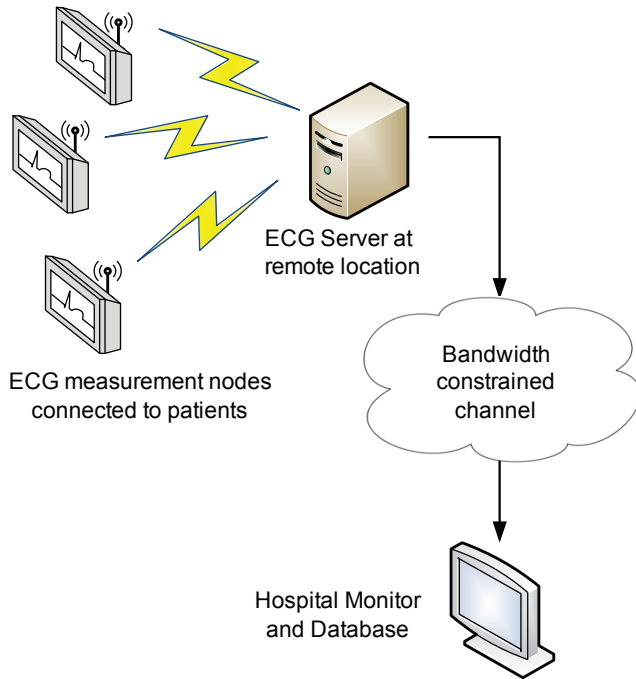 ECG Server at
remote location
ECG measurement nodes
connected to patients
Bandwidth
constrained
channel
Hospital Monitor
and Database